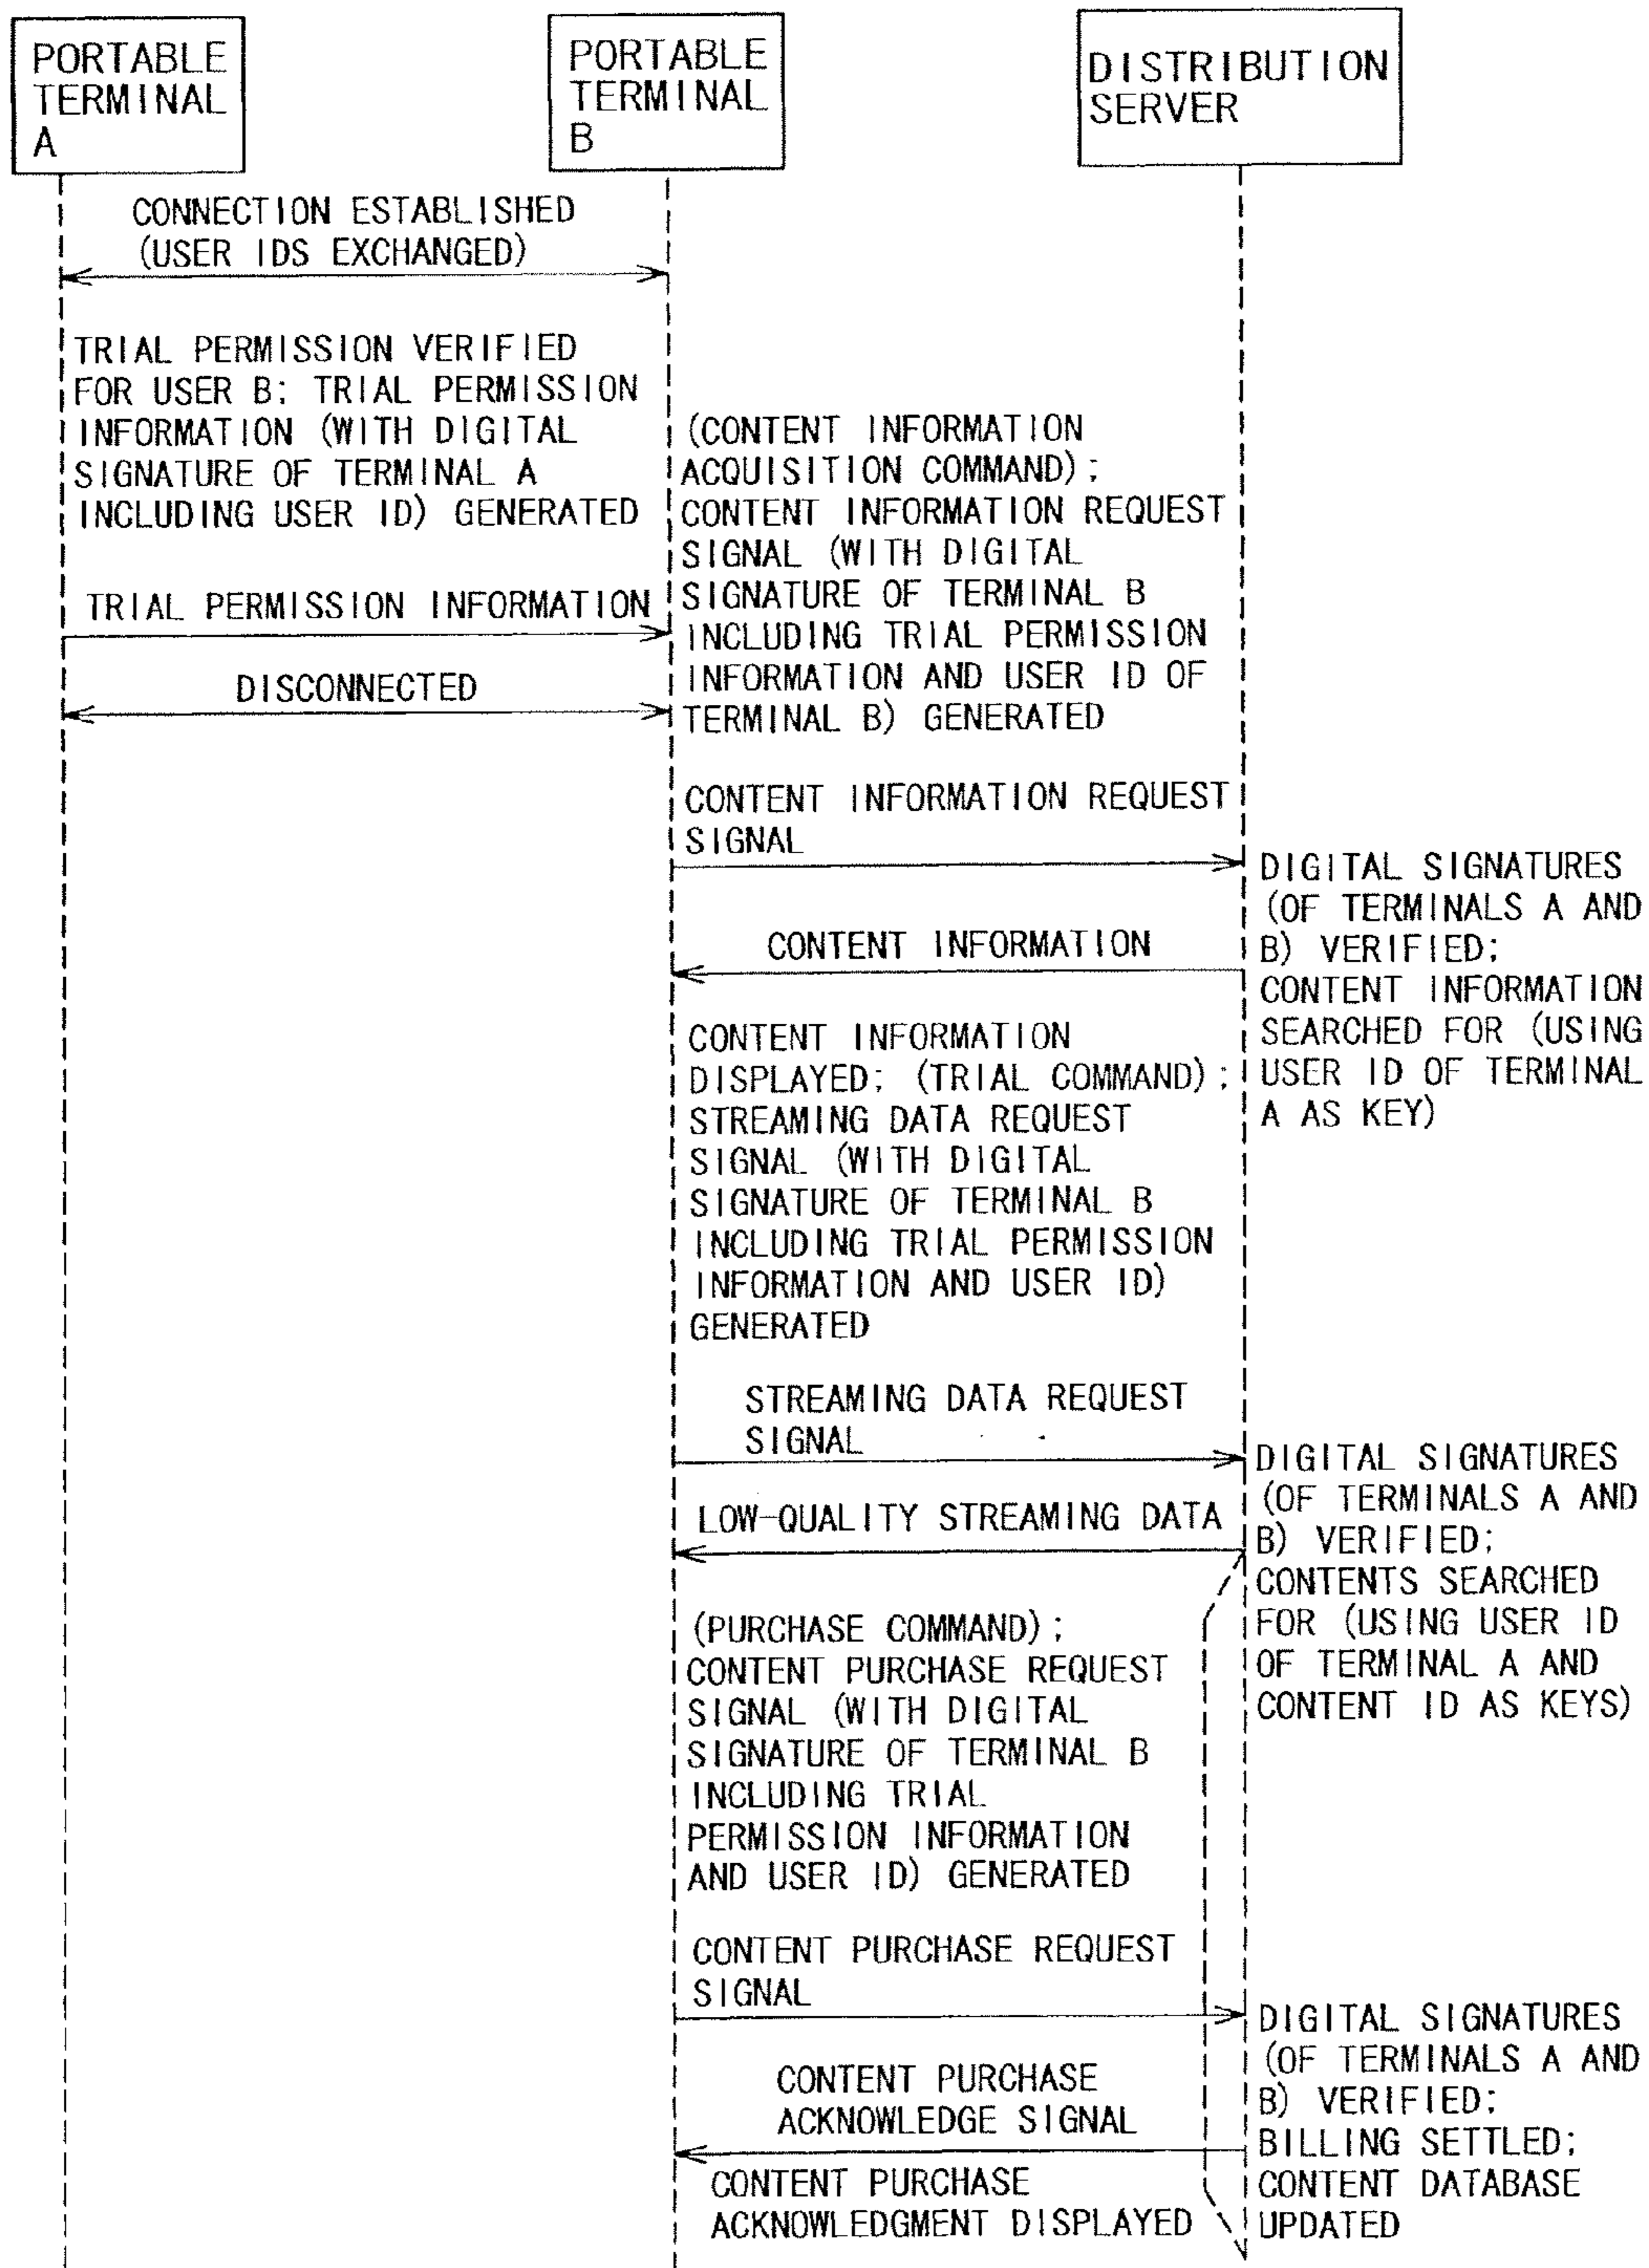 PORTABLE
TERMINAL
A
PORTABLE
TERMINAL
B
DISTRIBUTION
SERVER
CONNECTION ESTABLISHED
(USER IDS EXCHANGED)
TRIAL PERMISSION VERIFIED
FOR USER B; TRIAL PERMISSION
INFORMATION (WITH DIGITAL
SIGNATURE OF TERMINAL A
INCLUDING USER ID) GENERATED
TRIAL PERMISSION INFORMATION
DISCONNECTED
(CONTENT INFORMATION
ACQUISITION COMMAND);
CONTENT INFORMATION REQUEST
SIGNAL (WITH DIGITAL
SIGNATURE OF TERMINAL B
INCLUDING TRIAL PERMISSION
INFORMATION AND USER ID OF
TERMINAL B) GENERATED
CONTENT INFORMATION REQUEST
SIGNAL
DIGITAL SIGNATURES
(OF TERMINALS A AND
B) VERIFIED;
CONTENT INFORMATION
SEARCHED FOR (USING
USER ID OF TERMINAL
A AS KEY)
CONTENT INFORMATION
CONTENT INFORMATION
DISPLAYED; (TRIAL COMMAND);
STREAMING DATA REQUEST
SIGNAL (WITH DIGITAL
SIGNATURE OF TERMINAL B
INCLUDING TRIAL PERMISSION
INFORMATION AND USER ID)
GENERATED
STREAMING DATA REQUEST
SIGNAL
DIGITAL SIGNATURES
(OF TERMINALS A AND
B) VERIFIED;
CONTENTS SEARCHED
FOR (USING USER ID
OF TERMINAL A AND
CONTENT ID AS KEYS)
LOW-QUALITY STREAMING DATA
(PURCHASE COMMAND);
CONTENT PURCHASE REQUEST
SIGNAL (WITH DIGITAL
SIGNATURE OF TERMINAL B
INCLUDING TRIAL
PERMISSION INFORMATION
AND USER ID) GENERATED
CONTENT PURCHASE REQUEST
SIGNAL
DIGITAL SIGNATURES
(OF TERMINALS A AND
B) VERIFIED;
BILLING SETTLED;
CONTENT DATABASE
UPDATED
CONTENT PURCHASE
ACKNOWLEDGE SIGNAL
CONTENT PURCHASE
ACKNOWLEDGMENT DISPLAYED